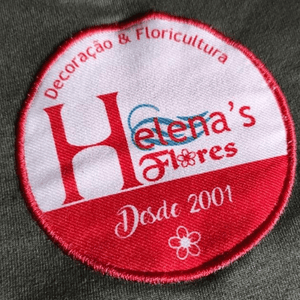 Decoração & Floricultura
Helena's
Flores
Desde 2001